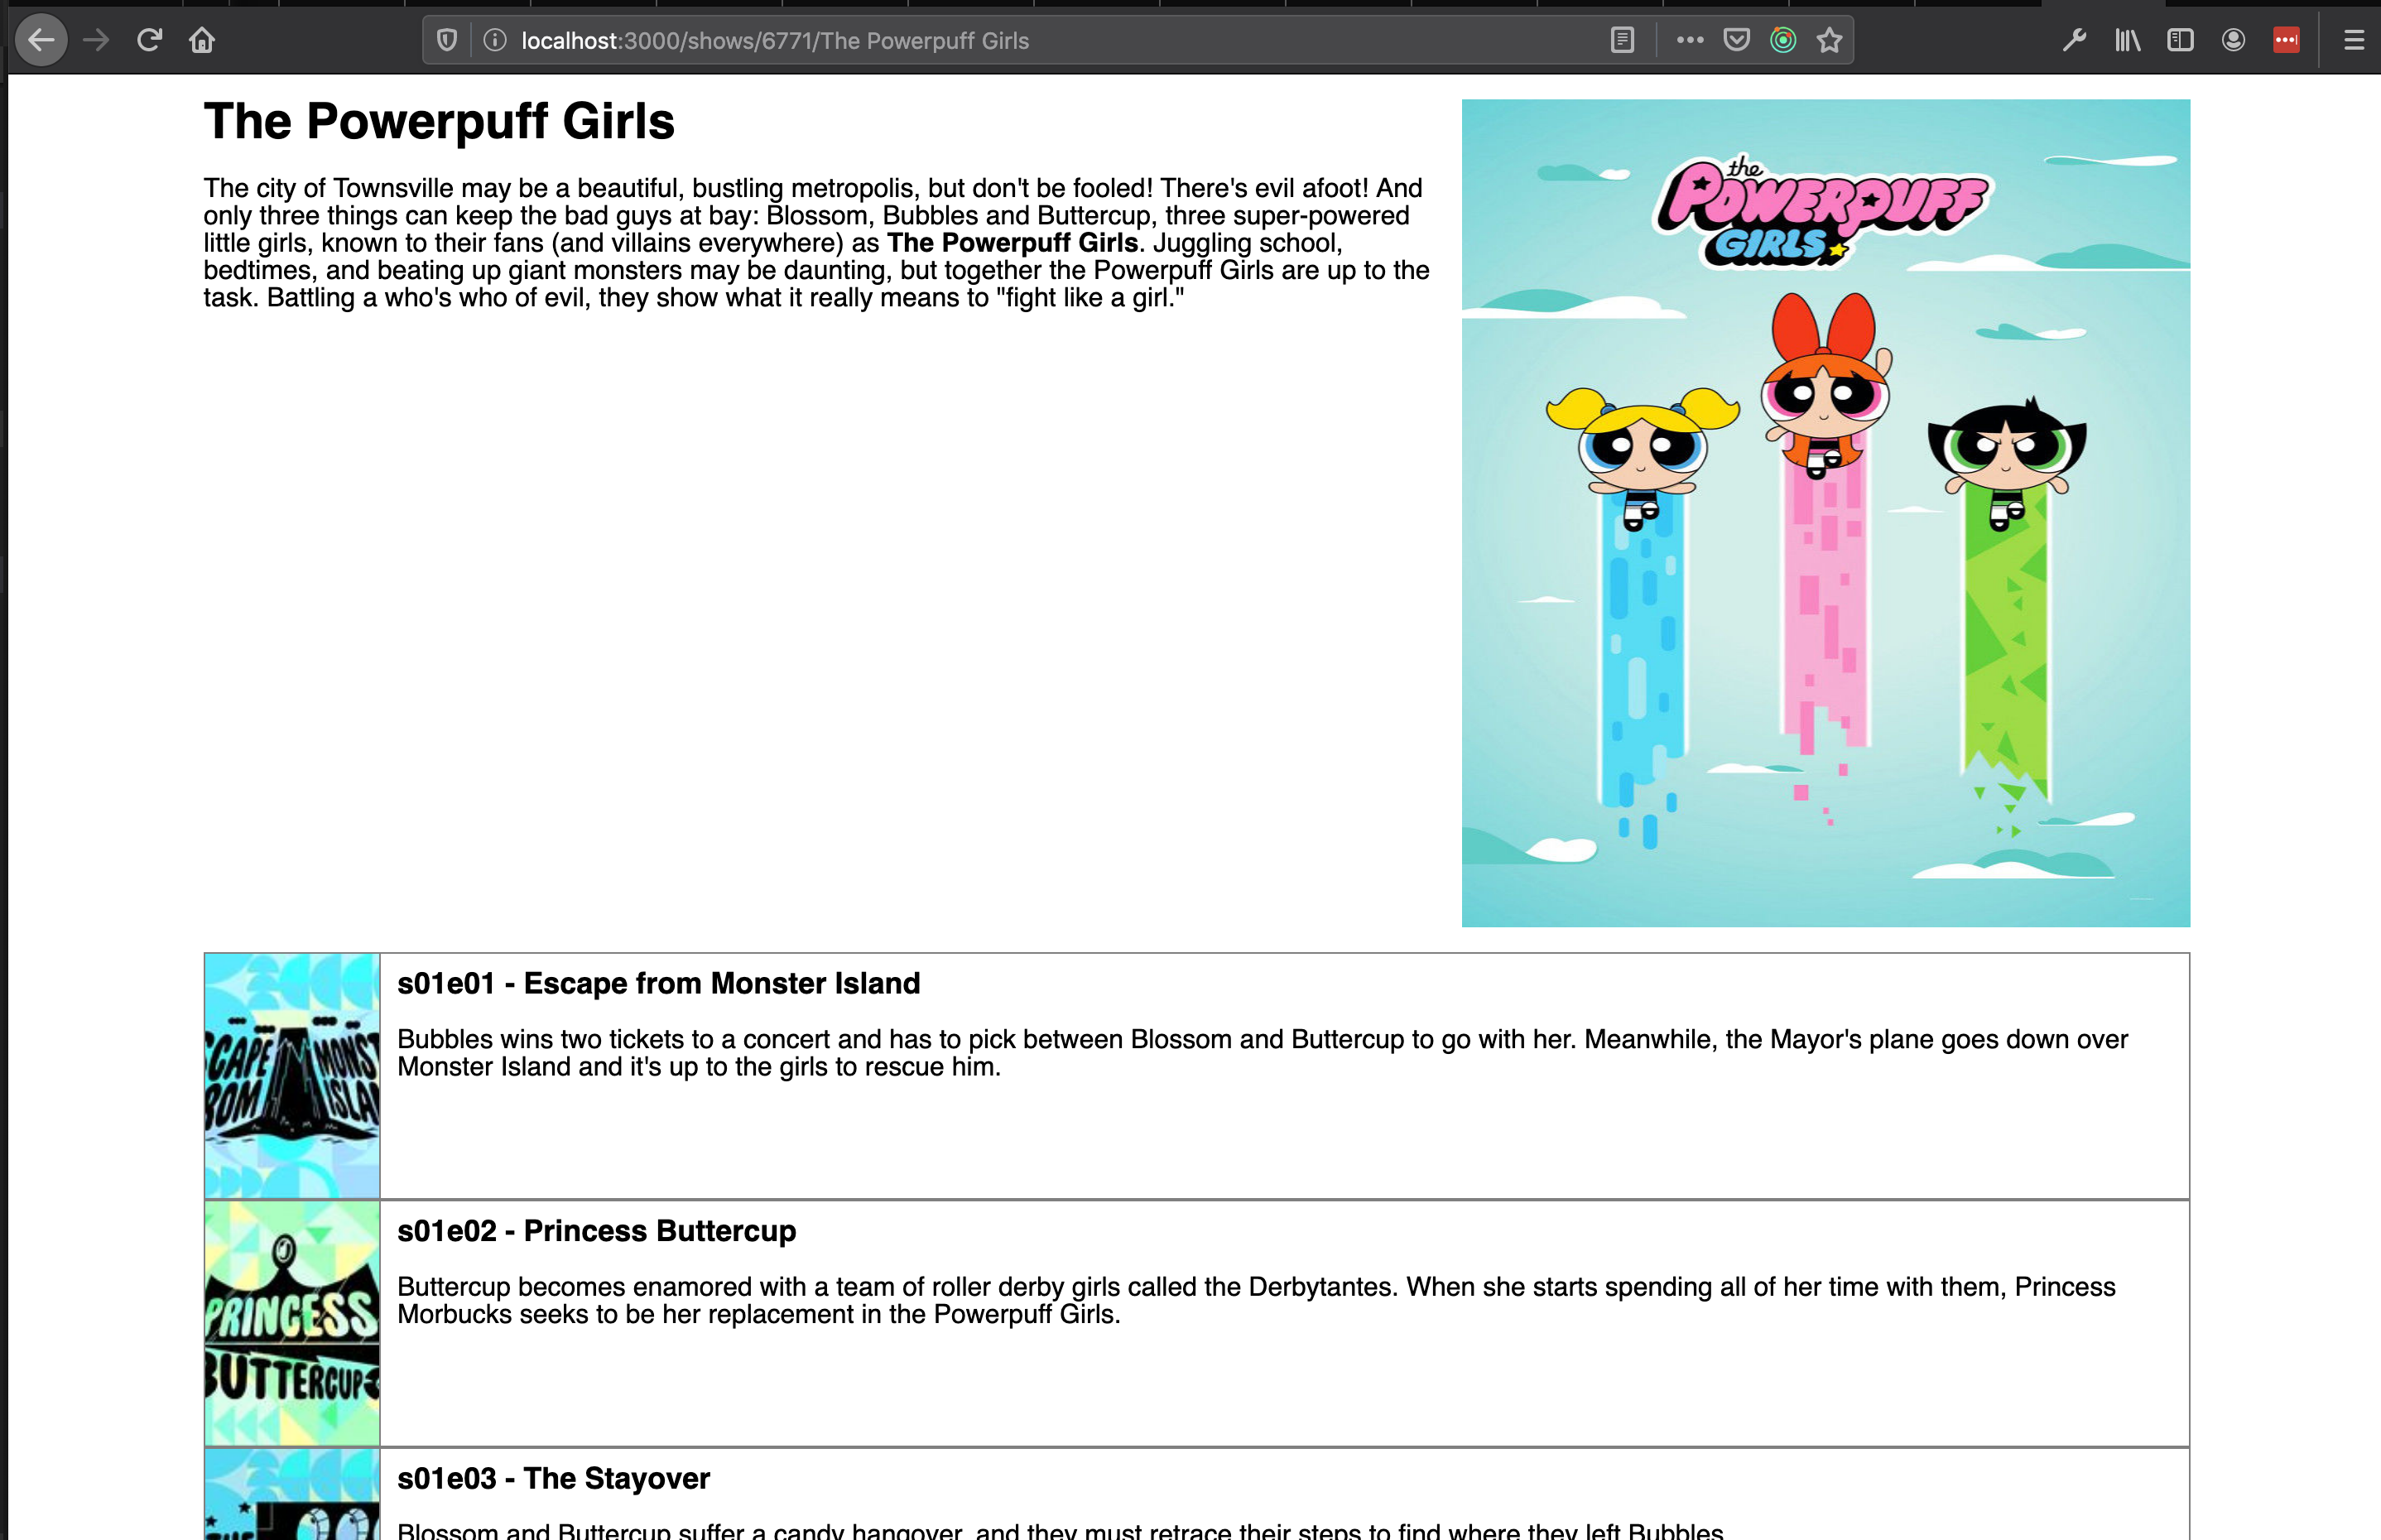 localhost:3000/shows/6771/The Powerpuff Girls
The Powerpuff Girls
The city of Townsville may be a beautiful, bustling metropolis, but don't be fooled! There's evil afoot! And
only three things can keep the bad guys at bay: Blossom, Bubbles and Buttercup, three super-powered
little girls, known to their fans (and villains everywhere) as The Powerpuff Girls. Juggling school,
bedtimes, and beating up giant monsters may be daunting, but together the Powerpuff Girls are up to the
task. Battling a who's who of evil, they show what it really means to "fight like a girl."
the
POWERPUFF
GIRLS
s01e01 - Escape from Monster Island
Bubbles wins two tickets to a concert and has to pick between Blossom and Buttercup to go with her. Meanwhile, the Mayor's plane goes down over
Monster Island and it's up to the girls to rescue him.
CAPE MONST
ROM ISLA
s01e02 - Princess Buttercup
Buttercup becomes enamored with a team of roller derby girls called the Derbytantes. When she starts spending all of her time with them, Princess
Morbucks seeks to be her replacement in the Powerpuff Girls.
PRINCESS
BUTTERCUP
s01e03 - The Stayover
Blossom and Buttercup suffer a candy hangover, and they must retrace their steps to find where they left Bubbles.